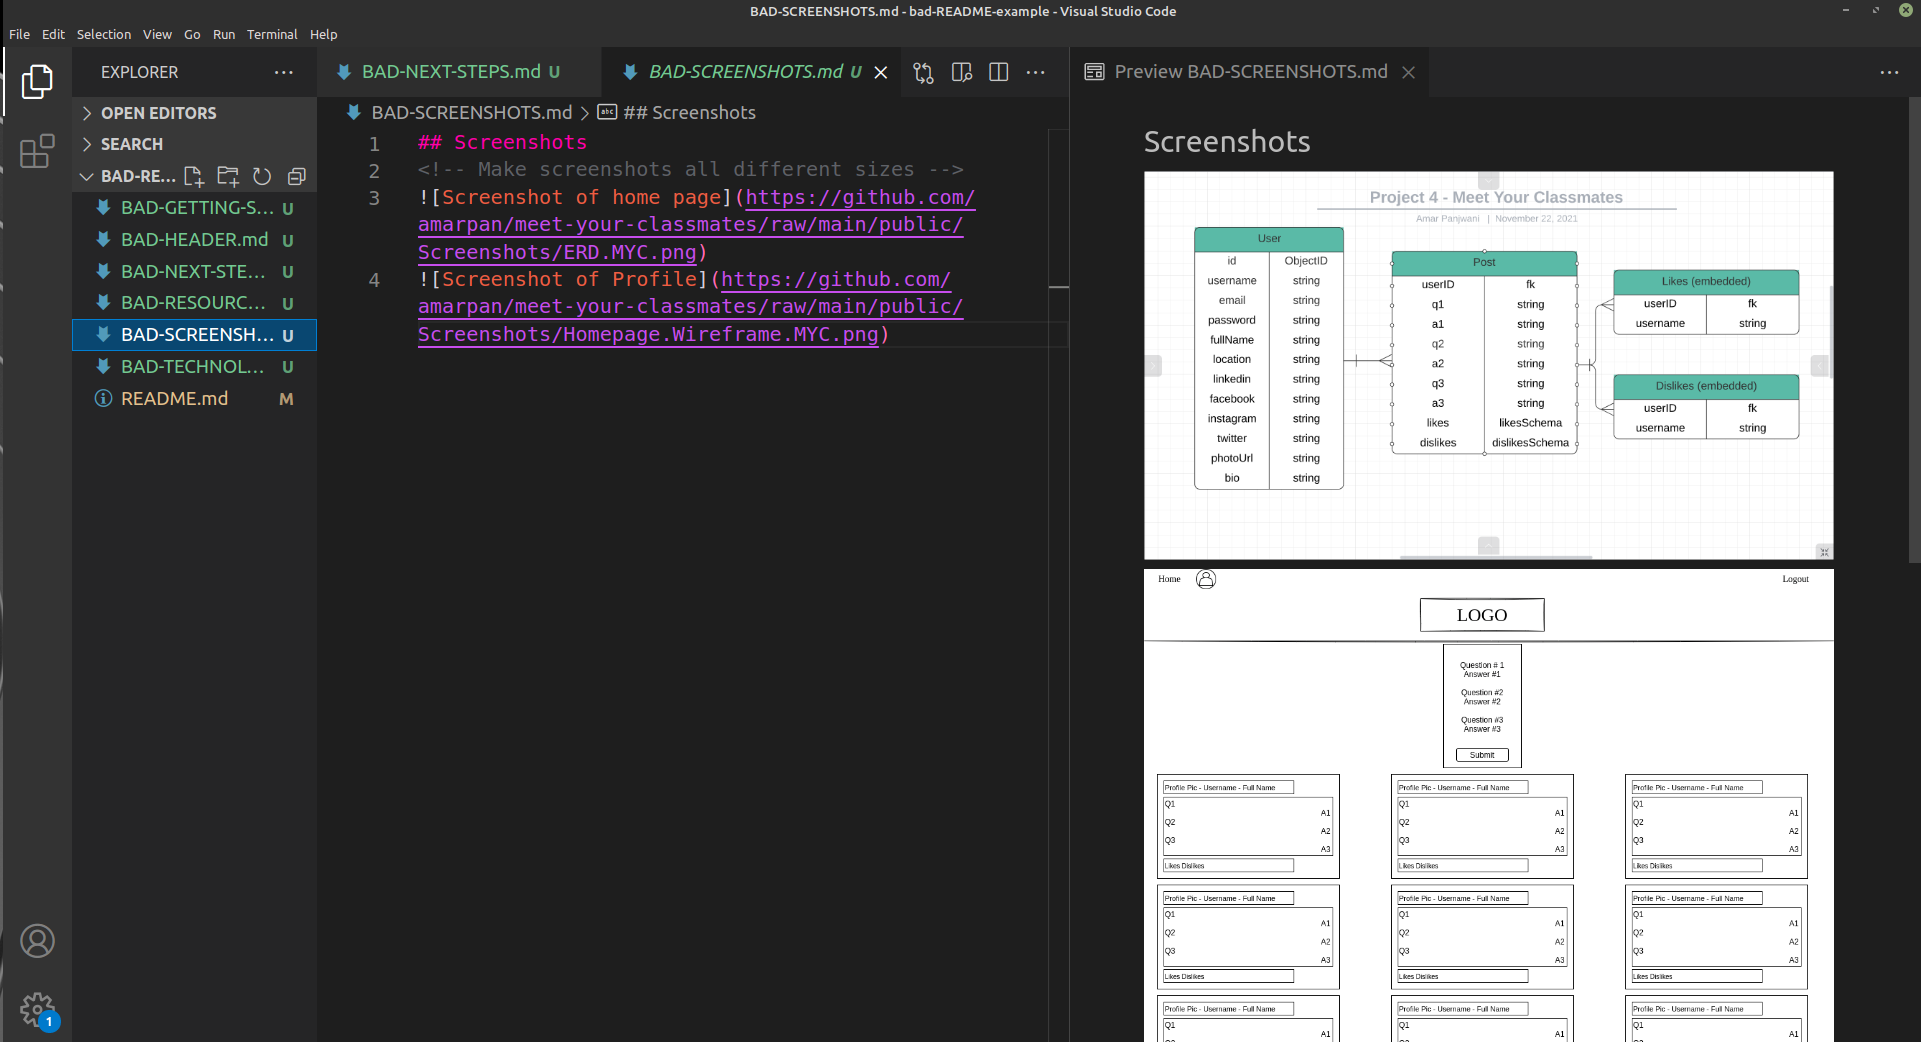 BAD-SCREENSHOTS.md - bad-README-example - Visual Studio Code
File Edit Selection View Go Run Terminal Help
EXPLORER
OPEN EDITORS
SEARCH
BAD-RE...
BAD-GETTING-S... U
BAD-HEADER.md U
BAD-NEXT-STE... U
BAD-RESOURC... U
BAD-SCREENSH... U
BAD-TECHNOL... U
README.md M
1
BAD-NEXT-STEPS.md U
BAD-SCREENSHOTS.md U
BAD-SCREENSHOTS.md > abc ## Screenshots
1 ## Screenshots
2 <!-- Make screenshots all different sizes -->
3 ![Screenshot of home page](https://github.com/
amarpan/meet-your-classmates/raw/main/public/
Screenshots/ERD.MYC.png)
4 ![Screenshot of Profile](https://github.com/
amarpan/meet-your-classmates/raw/main/public/
Screenshots/Homepage.Wireframe.MYC.png)
Preview BAD-SCREENSHOTS.md
Screenshots
Project 4 - Meet Your Classmates
Amar Panjwani | November 22, 2021
User
id ObjectID
username string
email string
password string
fullName string
location string
linkedin string
facebook string
instagram string
twitter string
photoUrl string
bio string
Post
userID fk
q1 string
a1 string
q2 string
a2 string
q3 string
a3 string
likes likesSchema
dislikes dislikesSchema
Likes (embedded)
userID fk
username string
Dislikes (embedded)
userID fk
username string
Home Logout
LOGO
Question # 1
Answer #1
Question #2
Answer #2
Question #3
Answer #3
Submit
Profile Pic - Username - Full Name
Q1
A1
Q2
A2
Q3
A3
Likes Dislikes
Profile Pic - Username - Full Name
Q1
A1
Q2
A2
Q3
A3
Likes Dislikes
Profile Pic - Username - Full Name
Q1
A1
Q2
A2
Q3
A3
Likes Dislikes
Profile Pic - Username - Full Name
Q1
A1
Q2
A2
Q3
A3
Likes Dislikes
Profile Pic - Username - Full Name
Q1
A1
Q2
A2
Q3
A3
Likes Dislikes
Profile Pic - Username - Full Name
Q1
A1
Q2
A2
Q3
A3
Likes Dislikes
Profile Pic - Username - Full Name
Q1
A1
Profile Pic - Username - Full Name
Q1
A1
Profile Pic - Username - Full Name
Q1
A1